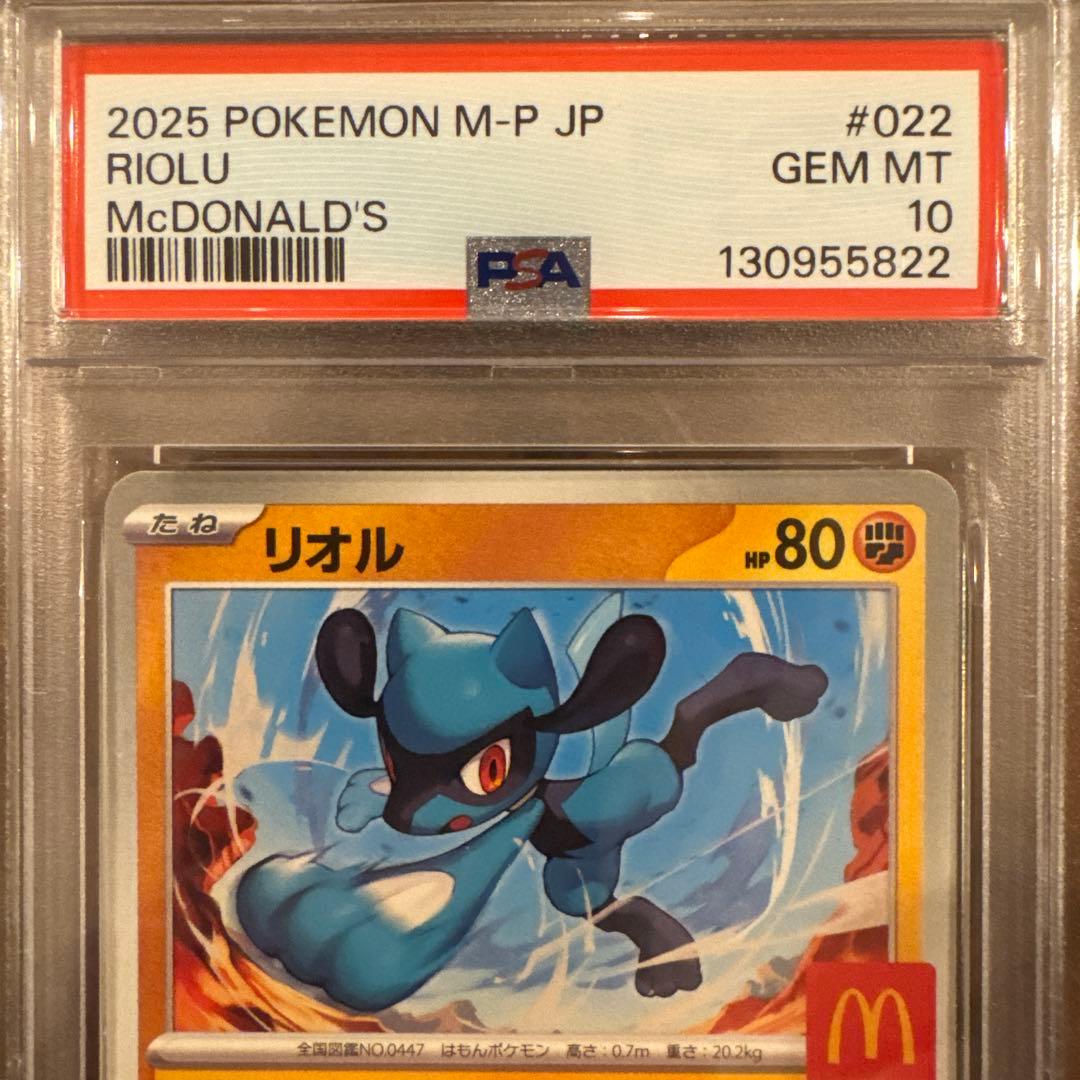 2025 POKEMON M-P JP #022
RIOLU GEM MT
McDONALD'S 10
PSA 130955822
たね リオル HP 80
全国図鑑NO.0447 はもんポケモン 高さ:0.7m 重さ:20.2kg